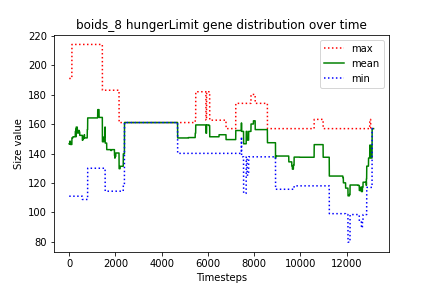 boids_8 hungerLimit gene distribution over time
220
200
180
160
140
120
100
80
Size value
max
mean
min
0 2000 4000 6000 8000 10000 12000
Timesteps